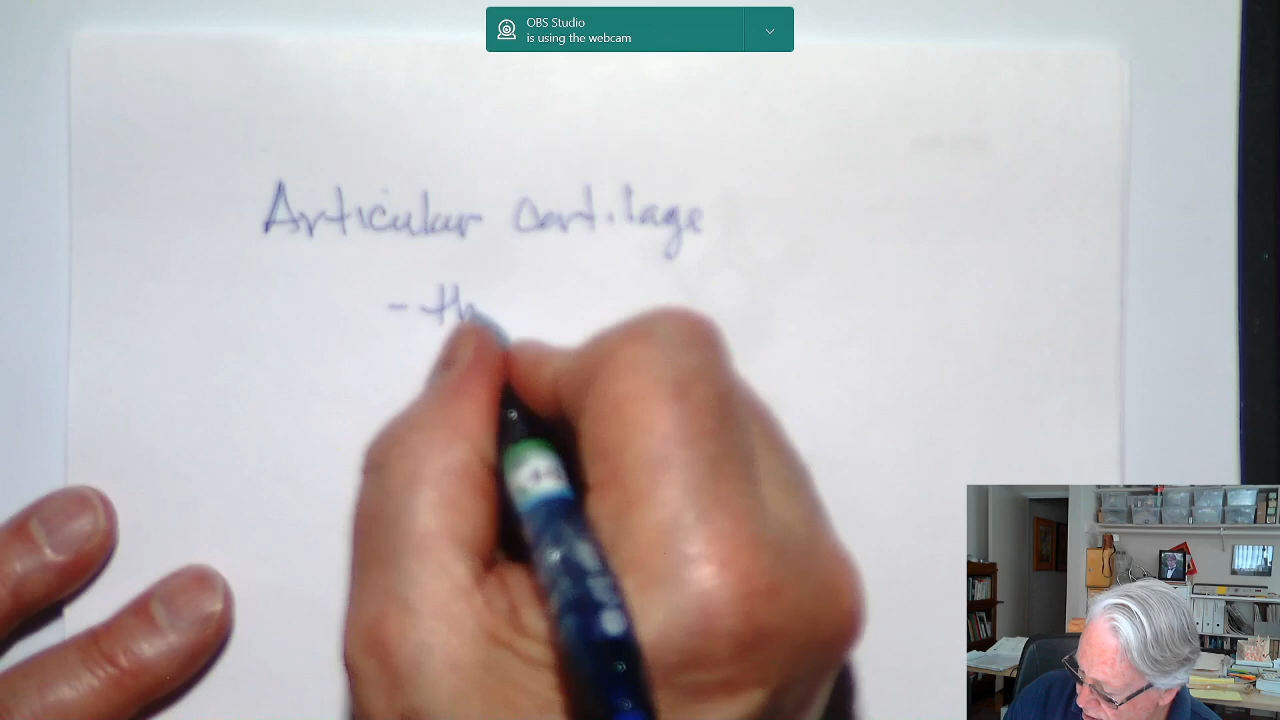 OBS Studio
is using the webcam
Articular cartilage
- th